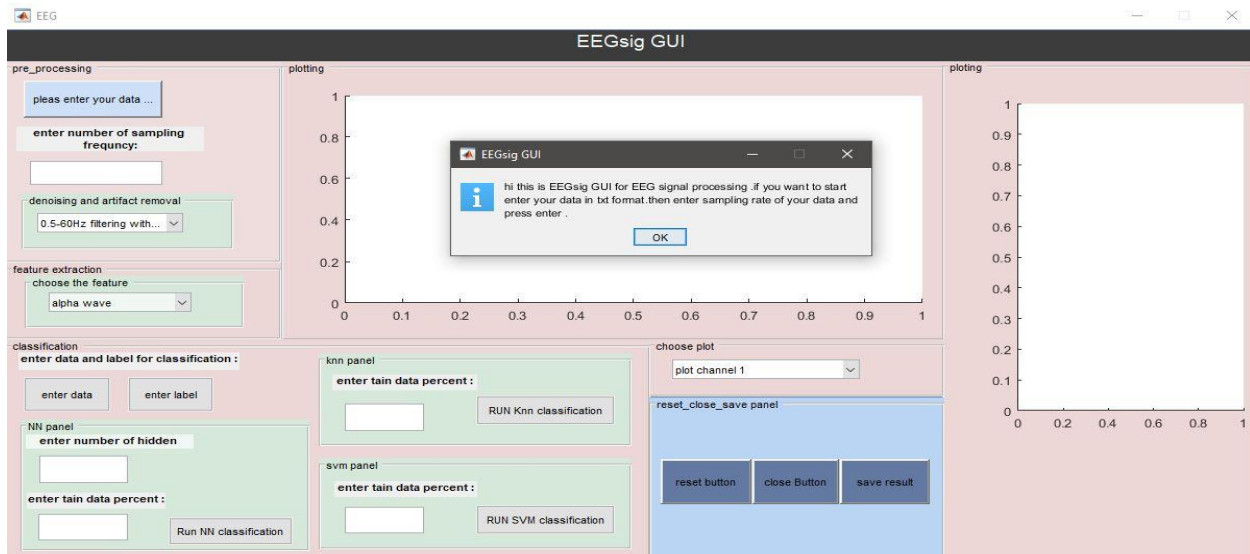 EEG
EEGsig GUI
pre_processing
pleas enter your data ...
enter number of sampling
frequncy:
denoising and artifact removal
0.5-60Hz filtering with...
feature extraction
choose the feature
alpha wave
plotting
1
0.8
0.6
0.4
0.2
0
0 0.1 0.2 0.3 0.4 0.5 0.6 0.7 0.8 0.9 1
EEGsig GUI
hi this is EEGsig GUI for EEG signal processing .if you want to start
enter your data in txt format.then enter sampling rate of your data and
press enter .
OK
ploting
1
0.9
0.8
0.7
0.6
0.5
0.4
0.3
0.2
0.1
0
0 0.2 0.4 0.6 0.8 1
classification
enter data and label for classification :
enter data
enter label
NN panel
enter number of hidden
enter tain data percent :
Run NN classification
knn panel
enter tain data percent :
RUN Knn classification
svm panel
enter tain data percent :
RUN SVM classification
choose plot
plot channel 1
reset_close_save panel
reset button
close Button
save result